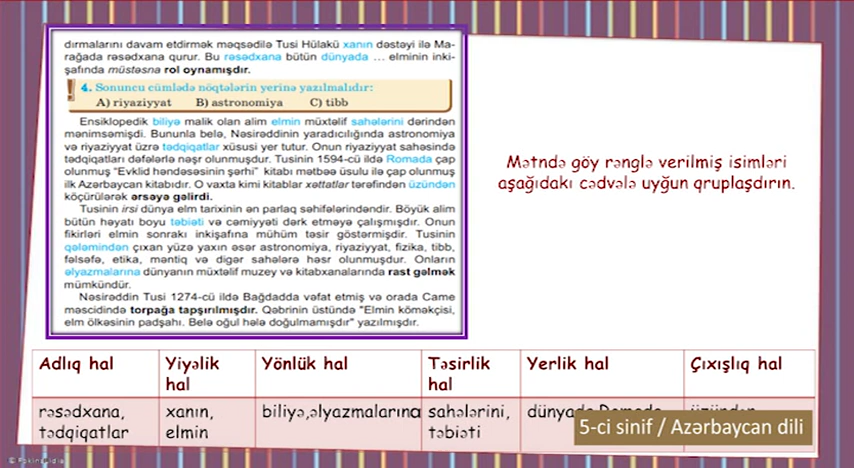 dırmalarını davam etdirmək məqsədilə Tusi Hülakü xanın dəstəyi ilə Ma-
rağada rəsədxana qurur. Bu rəsədxana bütün dünyada ... elminin inki-
şafında müstəsna rol oynamışdır.
! 4. Sonuncu cümlədə nöqtələrin yerinə yazılmalıdır:
A) riyaziyyat B) astronomiya C) tibb
Ensiklopedik biliyə malik olan alim elmin müxtəlif sahələrini dərindən
mənimsəmişdi. Bununla belə, Nəsirəddinin yaradıcılığında astronomiya
və riyaziyyat üzrə tədqiqatlar xüsusi yer tutur. Onun riyaziyyat sahəsində
tədqiqatları dəfələrlə nəşr olunmuşdur. Tusinin 1594-cü ildə Romada çap
olunmuş "Evklid həndəsəsinin şərhi" kitabı mətbəə üsulu ilə çap olunmuş
ilk Azərbaycan kitabıdır. O vaxta kimi kitablar xəttatlar tərəfindən üzündən
köçürülərək ərsəyə gəlirdi.
Tusinin irsi dünya elm tarixinin ən parlaq səhifələrindəndir. Böyük alim
bütün həyatı boyu təbiəti və cəmiyyəti dərk etməyə çalışmışdır. Onun
fikirləri elmin sonrakı inkişafına mühüm təsir göstərmişdir. Tusinin
qələmindən çıxan yüzə yaxın əsər astronomiya, riyaziyyat, fizika, tibb,
fəlsəfə, etika, məntiq və digər sahələrə həsr olunmuşdur. Onların
əlyazmalarına dünyanın müxtəlif muzey və kitabxanalarında rast gəlmək
mümkündür.
Nəsirəddin Tusi 1274-cü ildə Bağdadda vəfat etmiş və orada Came
məscidində torpağa tapşırılmışdır. Qəbrinin üstündə "Elmin köməkçisi,
elm ölkəsinin padşahı. Belə oğul hələ doğulmamışdır" yazılmışdır.
Mətndə göy rənglə verilmiş isimləri
aşağıdakı cədvələ uyğun qruplaşdırın.
Adlıq hal Yiyəlik hal Yönlük hal Təsirlik hal Yerlik hal Çıxışlıq hal
rəsədxana, xanın, biliyə,əlyazmalarına sahələrini,
tədqiqatlar elmin təbiəti
5-ci sinif / Azərbaycan dili